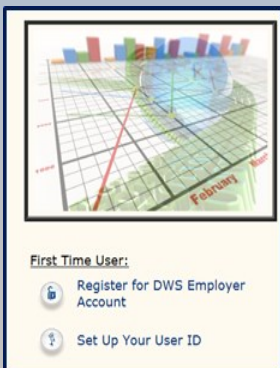 February
First Time User:
Register for DWS Employer
Account
Set Up Your User ID